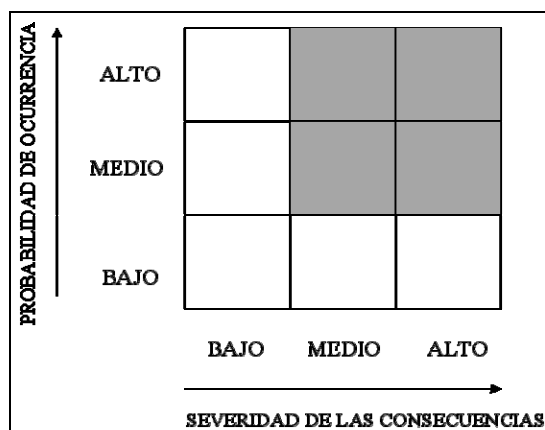 PROBABILIDAD DE OCURRENCIA
ALTO
MEDIO
BAJO
BAJO MEDIO ALTO
SEVERIDAD DE LAS CONSECUENCIAS